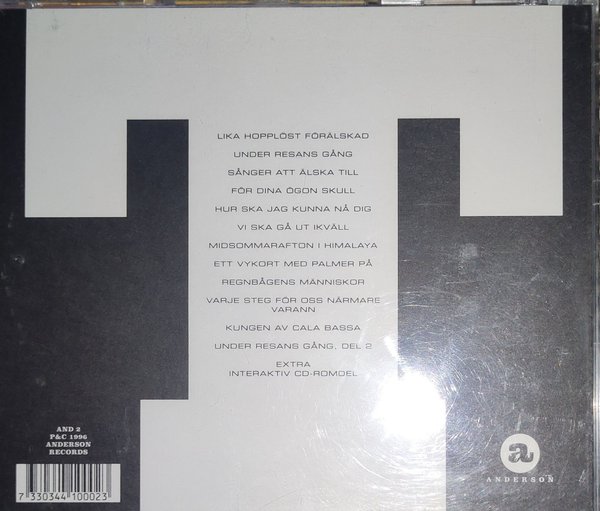 LIKA HOPPLÖST FÖRÄLSKAD
UNDER RESANS GÅNG
SÅNGER ATT ÄLSKA TILL
FÖR DINA ÖGON SKULL
HUR SKA JAG KUNNA NÅ DIG
VI SKA GÅ UT IKVÄLL
MIDSOMMARAFTON I HIMALAYA
ETT VYKORT MED PALMER PÅ
REGNBÅGENS MÄNNISKOR
VARJE STEG FÖR OSS NÄRMARE
VARANN
KUNGEN AV CALA BASSA
UNDER RESANS GÅNG, DEL 2
EXTRA
INTERAKTIV CD-ROMDEL
AND 2
P&C 1996
ANDERSON
RECORDS
7 330344 100023
a
ANDERSON